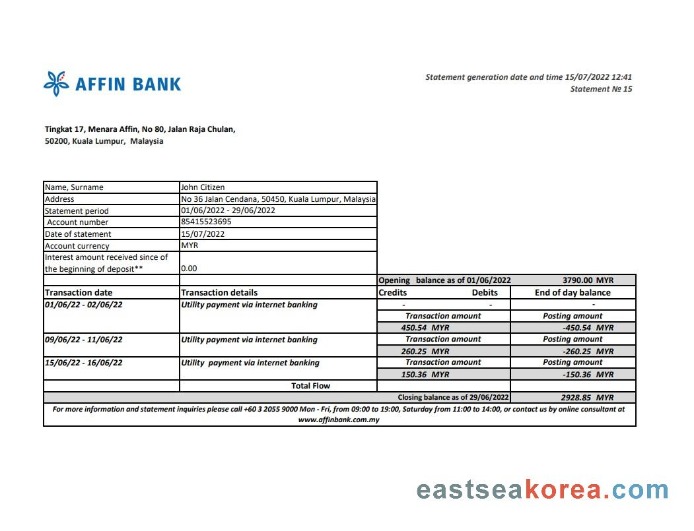 AFFIN BANK
Statement generation date and time 15/07/2022 12:41
Statement № 15
Tingkat 17, Menara Affin, No 80, Jalan Raja Chulan,
50200, Kuala Lumpur, Malaysia
Name, Surname John Citizen
Address No 36 Jalan Cendana, 50450, Kuala Lumpur, Malaysia
Statement period 01/06/2022 - 29/06/2022
Account number 85415523695
Date of statement 15/07/2022
Account currency MYR
Interest amount received since of
the beginning of deposit** 0.00
Opening balance as of 01/06/2022 3790.00 MYR
Transaction date Transaction details Credits Debits End of day balance
01/06/22 - 02/06/22 Utility payment via internet banking - - -
Transaction amount Posting amount
450.54 MYR -450.54 MYR
09/06/22 - 11/06/22 Utility payment via internet banking Transaction amount Posting amount
260.25 MYR -260.25 MYR
15/06/22 - 16/06/22 Utility payment via internet banking Transaction amount Posting amount
150.36 MYR -150.36 MYR
Total Flow
Closing balance as of 29/06/2022 2928.85 MYR
For more information and statement inquiries please call +60 3 2055 9000 Mon - Fri, from 09:00 to 19:00, Saturday from 11:00 to 14:00, or contact us by online consultant at
www.affinbank.com.my
eastseakorea.com